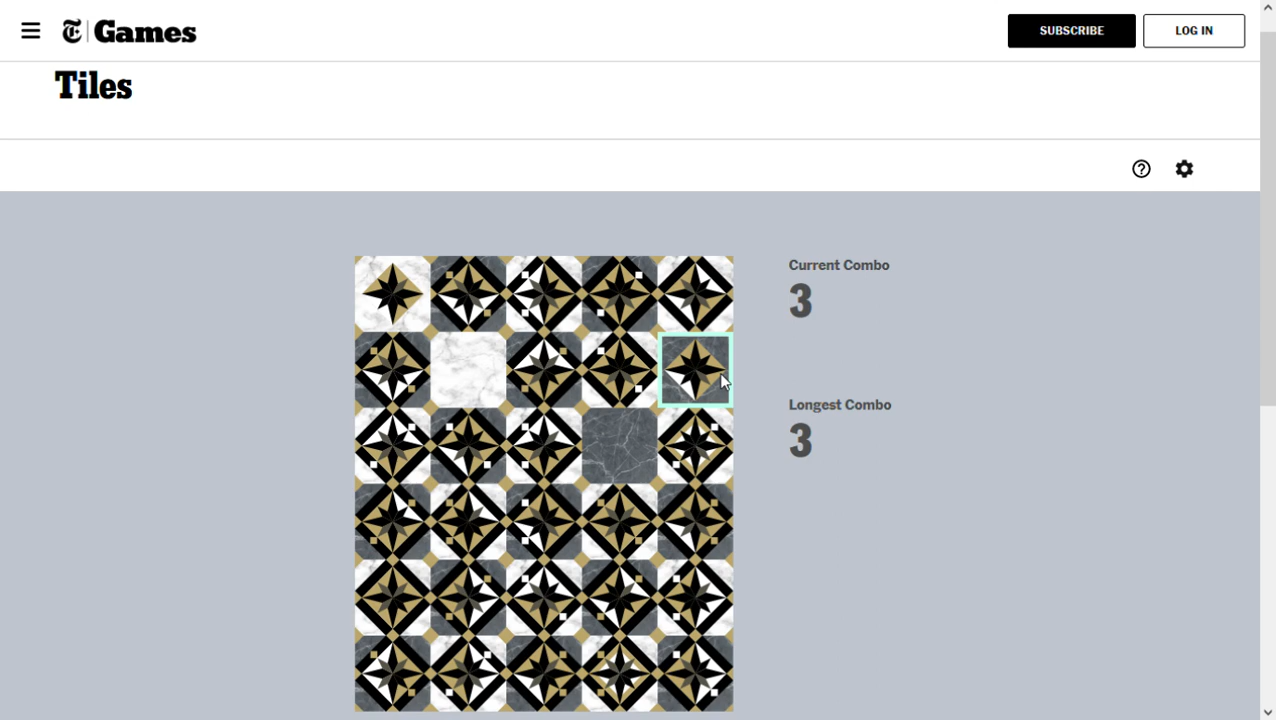 T Games
SUBSCRIBE
LOG IN
Tiles
Current Combo
3
Longest Combo
3